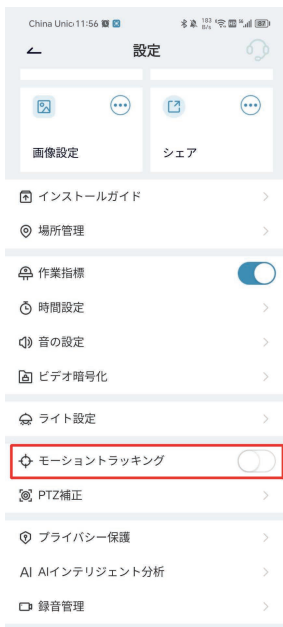 China Unic 11:56 183 B/s 87
設定
画像設定 シェア
インストールガイド
場所管理
作業指標
時間設定
音の設定
ビデオ暗号化
ライト設定
モーショントラッキング
PTZ補正
プライバシー保護
AI AIインテリジェント分析
録音管理